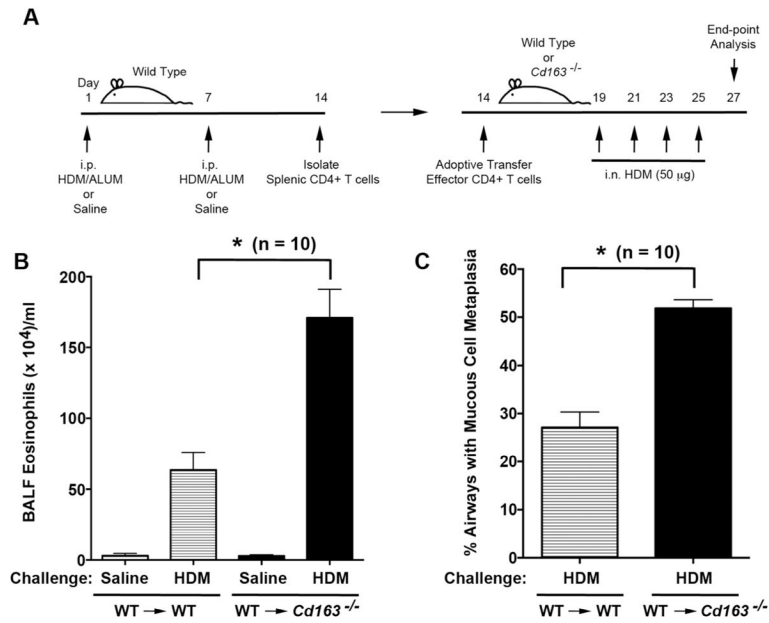 A
Day
1
Wild Type
7
14
i.p.
HDM/ALUM
or
Saline
i.p.
HDM/ALUM
or
Saline
Isolate
Splenic CD4+ T cells
14
Wild Type
or
Cd163 -/-
19
21
23
25
27
End-point
Analysis
Adoptive Transfer
Effector CD4+ T cells
i.n. HDM (50 µg)
B
* (n = 10)
BALF Eosinophils (x 10⁴)/ml
200
150
100
50
0
Challenge: Saline HDM Saline HDM
WT → WT WT → Cd163 -/-
C
* (n = 10)
% Airways with Mucous Cell Metaplasia
60
50
40
30
20
10
0
HDM HDM
WT → WT WT → Cd163 -/-